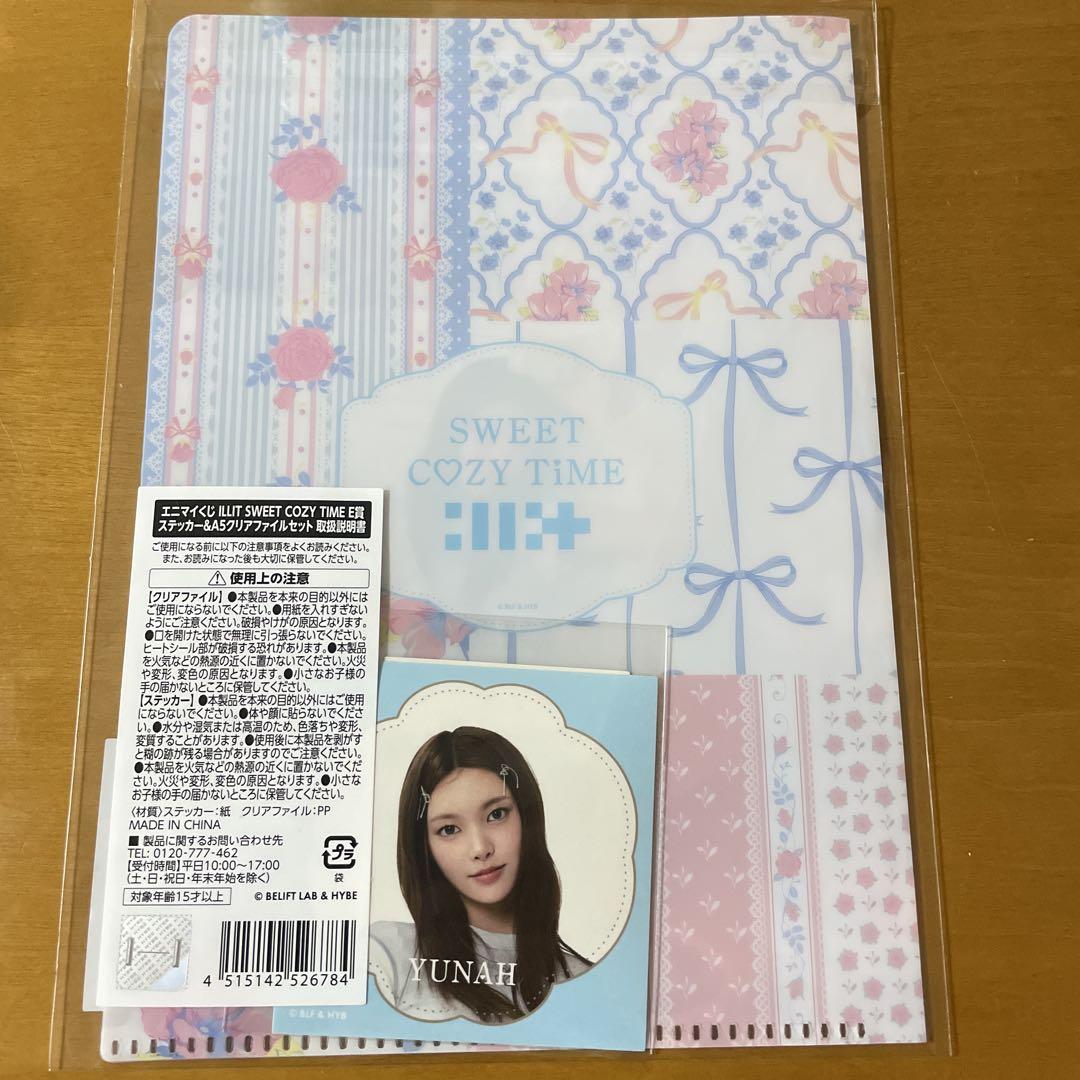 SWEET
C♡ZY TiME
© BLF & HYB
エニマイくじ ILLIT SWEET COZY TIME E賞
ステッカー&A5クリアファイルセット 取扱説明書
ご使用になる前に以下の注意事項をよくお読みください。
また、お読みになった後も大切に保管してください。
⚠ 使用上の注意
【クリアファイル】●本製品を本来の目的以外には
ご使用にならないでください。●用紙を入れすぎない
ようにご注意ください。破損やけがの原因となります。
●口を開けた状態で無理に引っ張らないでください。
ヒートシール部が破損する恐れがあります。●本製品
を火気などの熱源の近くに置かないでください。火災
や変形、変色の原因となります。●小さなお子様の
手の届かないところに保管してください。
【ステッカー】●本製品を本来の目的以外にはご使用
にならないでください。●体や顔に貼らないでくださ
い。●水分や湿気または高温のため、色落ちや変形、
変質することがあります。●使用後に本製品を剥がす
と糊の跡が残る場合がありますのでご注意ください。
●本製品を火気などの熱源の近くに置かないでくださ
い。火災や変形、変色の原因となります。●小さな
お子様の手の届かないところに保管してください。
〈材質〉ステッカー:紙 クリアファイル:PP
MADE IN CHINA
■ 製品に関するお問い合わせ先
TEL: 0120-777-462
【受付時間】平日10:00～17:00
(土・日・祝日・年末年始を除く)
プラ
袋
対象年齢15才以上
© BELIFT LAB & HYBE
4 515142 526784
YUNAH
© BLF & HYB